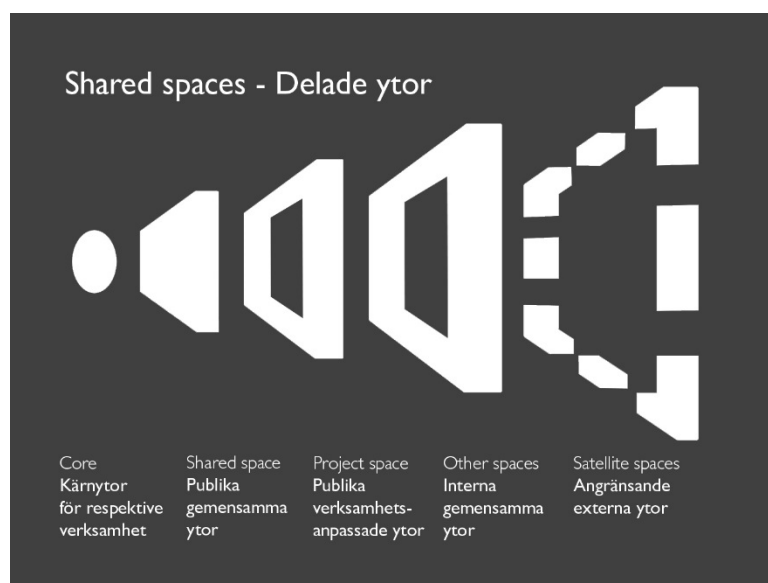 Shared spaces - Delade ytor
Core
Kärnytor
för respektive
verksamhet
Shared space
Publika
gemensamma
ytor
Project space
Publika
verksamhets-
anpassade ytor
Other spaces
Interna
gemensamma
ytor
Satellite spaces
Angränsande
externa ytor